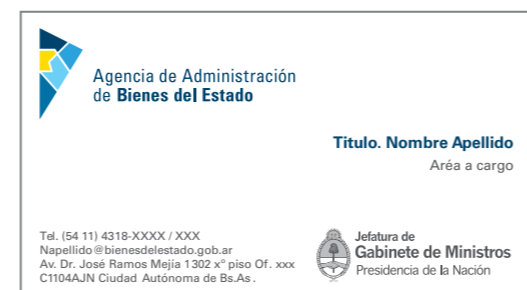 Agencia de Administración
de Bienes del Estado
Titulo. Nombre Apellido
Aréa a cargo
Tel. (54 11) 4318-XXXX / XXX
Napellido@bienesdelestado.gob.ar
Av. Dr. José Ramos Mejía 1302 xº piso Of. xxx
C1104AJN Ciudad Autónoma de Bs.As.
Jefatura de
Gabinete de Ministros
Presidencia de la Nación